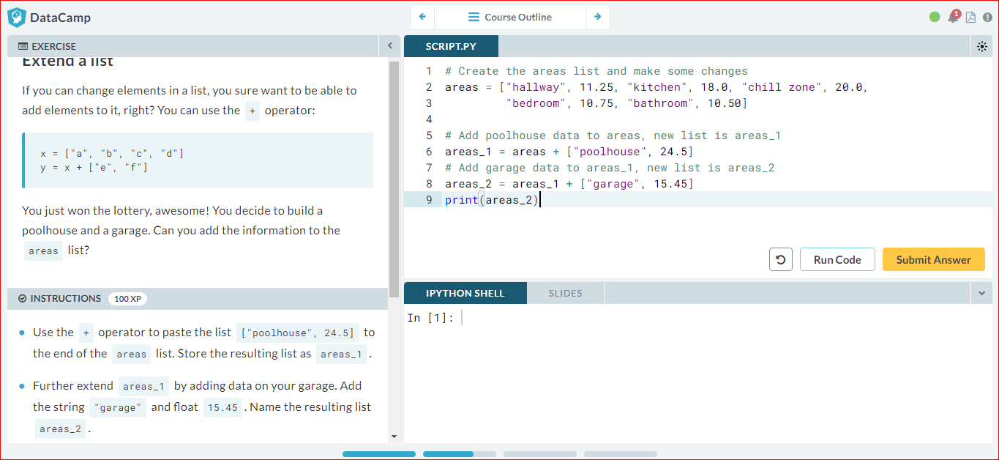 DataCamp
Course Outline
1
EXERCISE
Extend a list
If you can change elements in a list, you sure want to be able to
add elements to it, right? You can use the + operator:
x = ["a", "b", "c", "d"]
y = x + ["e", "f"]
You just won the lottery, awesome! You decide to build a
poolhouse and a garage. Can you add the information to the
areas list?
INSTRUCTIONS 100 XP
Use the + operator to paste the list ["poolhouse", 24.5] to
the end of the areas list. Store the resulting list as areas_1 .
Further extend areas_1 by adding data on your garage. Add
the string "garage" and float 15.45 . Name the resulting list
areas_2 .
SCRIPT.PY
1 # Create the areas list and make some changes
2 areas = ["hallway", 11.25, "kitchen", 18.0, "chill zone", 20.0,
3 "bedroom", 10.75, "bathroom", 10.50]
4
5 # Add poolhouse data to areas, new list is areas_1
6 areas_1 = areas + ["poolhouse", 24.5]
7 # Add garage data to areas_1, new list is areas_2
8 areas_2 = areas_1 + ["garage", 15.45]
9 print(areas_2)
Run Code
Submit Answer
IPYTHON SHELL
SLIDES
In [1]: